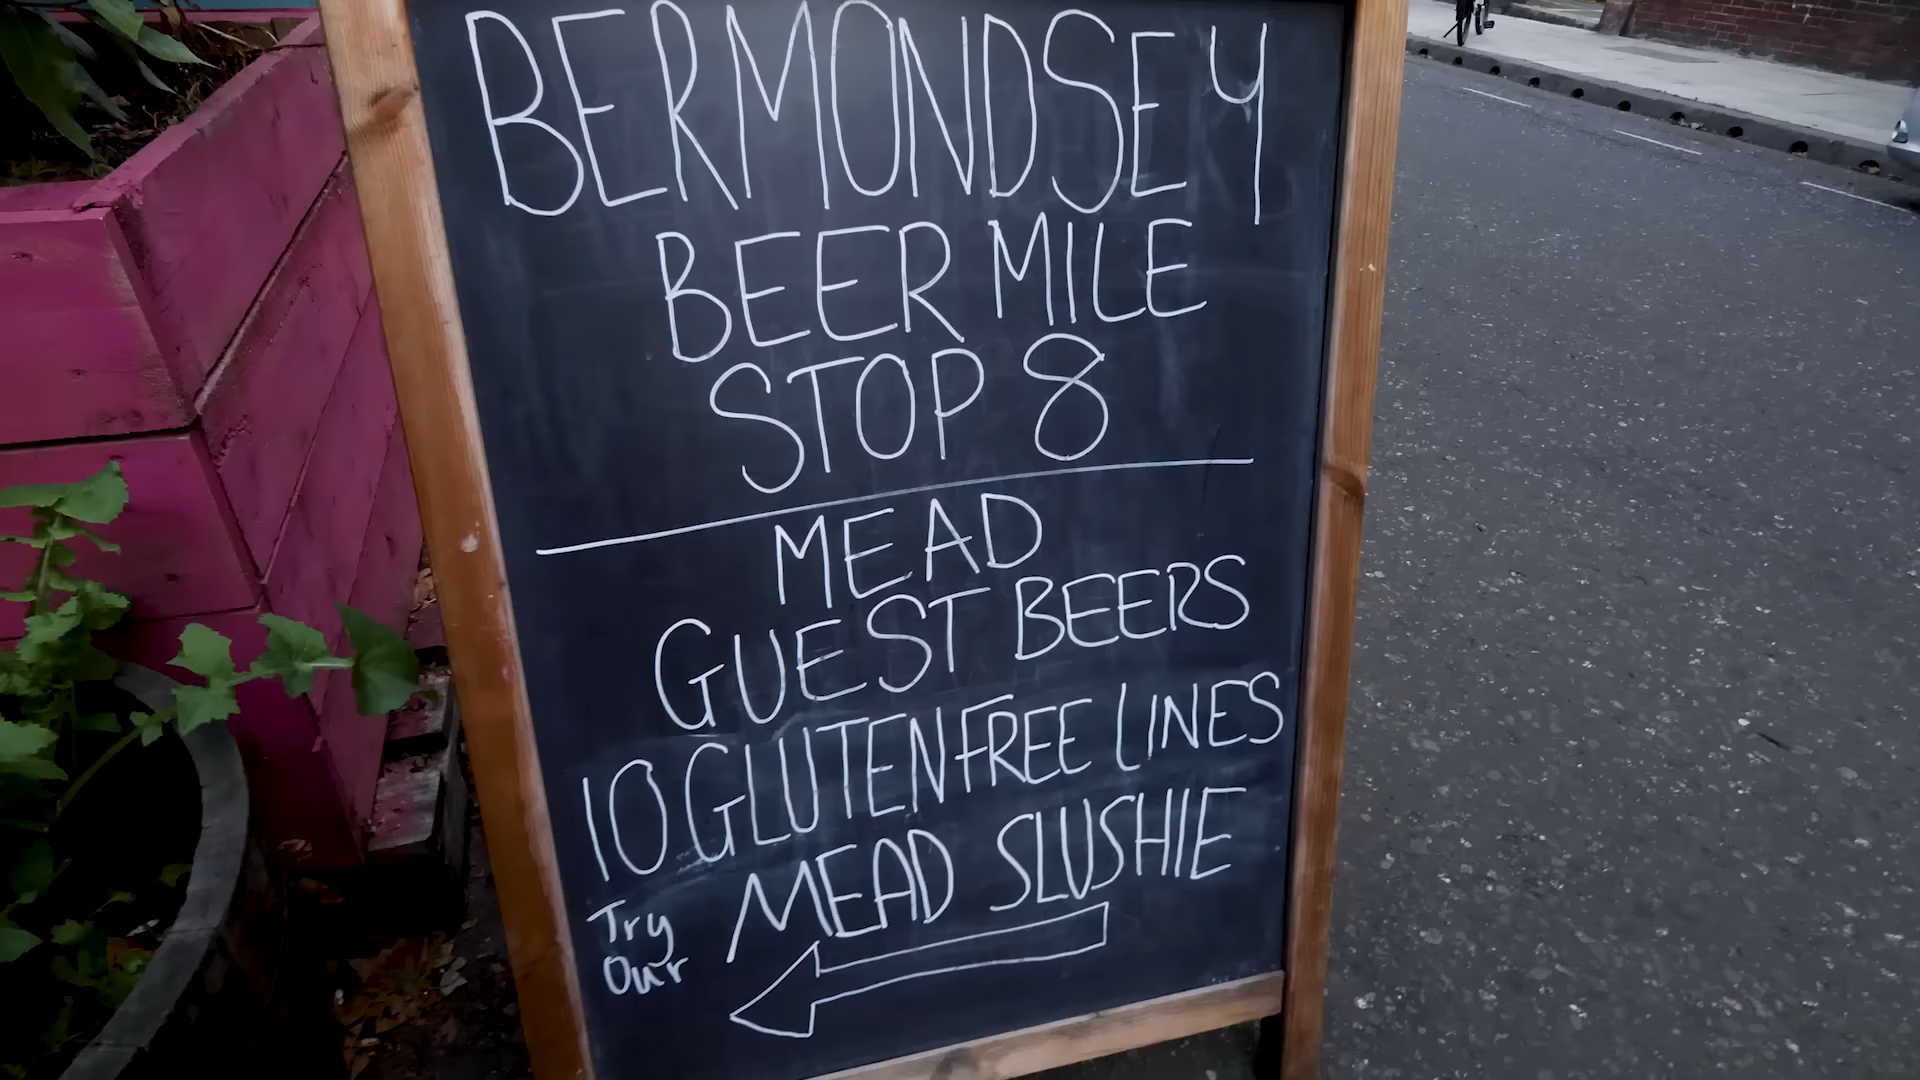 BERMONDSEY
BEER MILE
STOP 8
MEAD
GUEST BEERS
10 GLUTEN FREE LINES
Try
Our
MEAD SLUSHIE